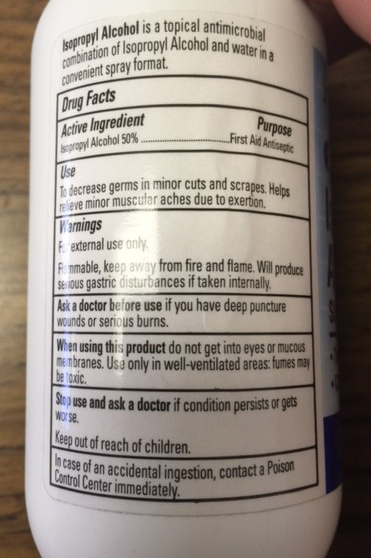 Isopropyl Alcohol is a topical antimicrobial
combination of Isopropyl Alcohol and water in a
convenient spray format.
Drug Facts
Active Ingredient Purpose
Isopropyl Alcohol 50% ..............................First Aid Antiseptic
Use
To decrease germs in minor cuts and scrapes. Helps
relieve minor muscular aches due to exertion.
Warnings
For external use only.
Flammable, keep away from fire and flame. Will produce
serious gastric disturbances if taken internally.
Ask a doctor before use if you have deep puncture
wounds or serious burns.
When using this product do not get into eyes or mucous
membranes. Use only in well-ventilated areas: fumes may
be toxic.
Stop use and ask a doctor if condition persists or gets
worse.
Keep out of reach of children.
In case of an accidental ingestion, contact a Poison
Control Center immediately.